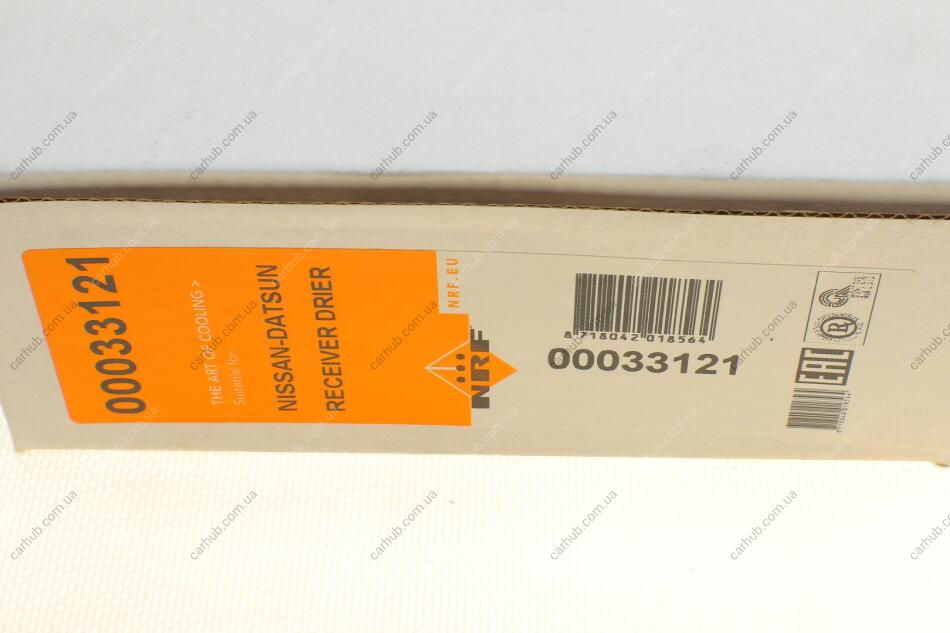 00033121
THE ART OF COOLING >
Suitable for:
NISSAN-DATSUN
RECEIVER DRIER
NRF.EU
NRF
8 718042 018564
00033121
EAC
carhub.com.ua